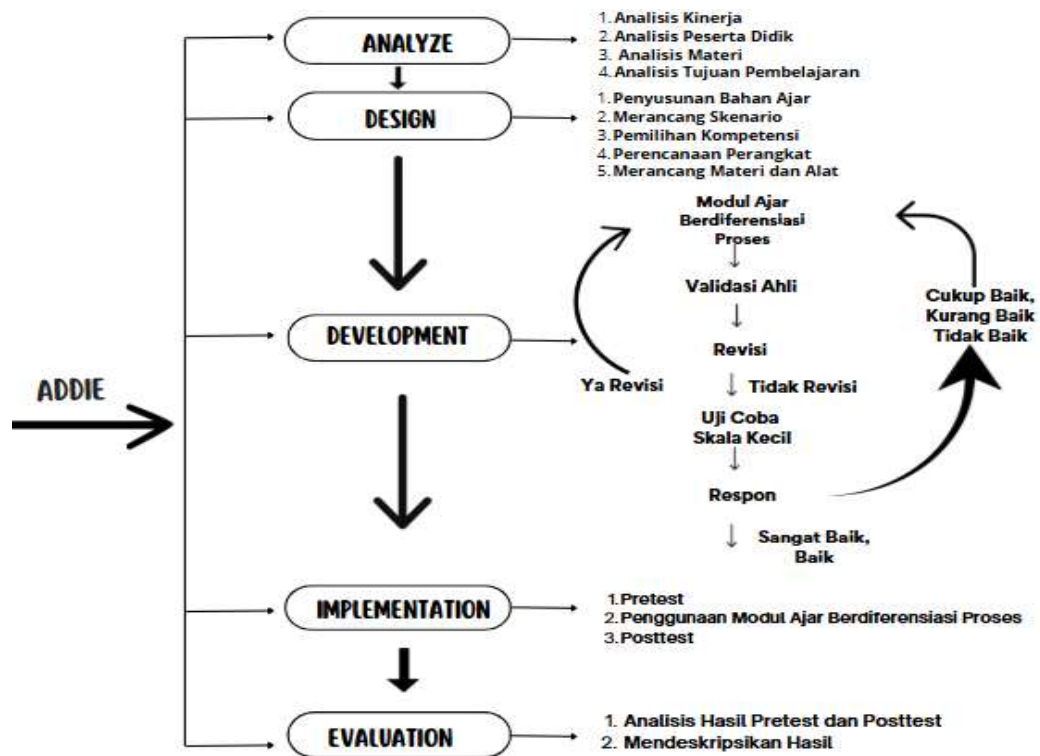 ANALYZE
1. Analisis Kinerja
2. Analisis Peserta Didik
3. Analisis Materi
4. Analisis Tujuan Pembelajaran
DESIGN
1. Penyusunan Bahan Ajar
2. Merancang Skenario
3. Pemilihan Kompetensi
4. Perencanaan Perangkat
5. Merancang Materi dan Alat
ADDIE
DEVELOPMENT
Modul Ajar
Berdiferensiasi
Proses
Validasi Ahli
Revisi
Ya Revisi
Tidak Revisi
Uji Coba
Skala Kecil
Respon
Cukup Baik,
Kurang Baik
Tidak Baik
Sangat Baik,
Baik
IMPLEMENTATION
1. Pretest
2. Penggunaan Modul Ajar Berdiferensiasi Proses
3. Posttest
EVALUATION
1. Analisis Hasil Pretest dan Posttest
2. Mendeskripsikan Hasil